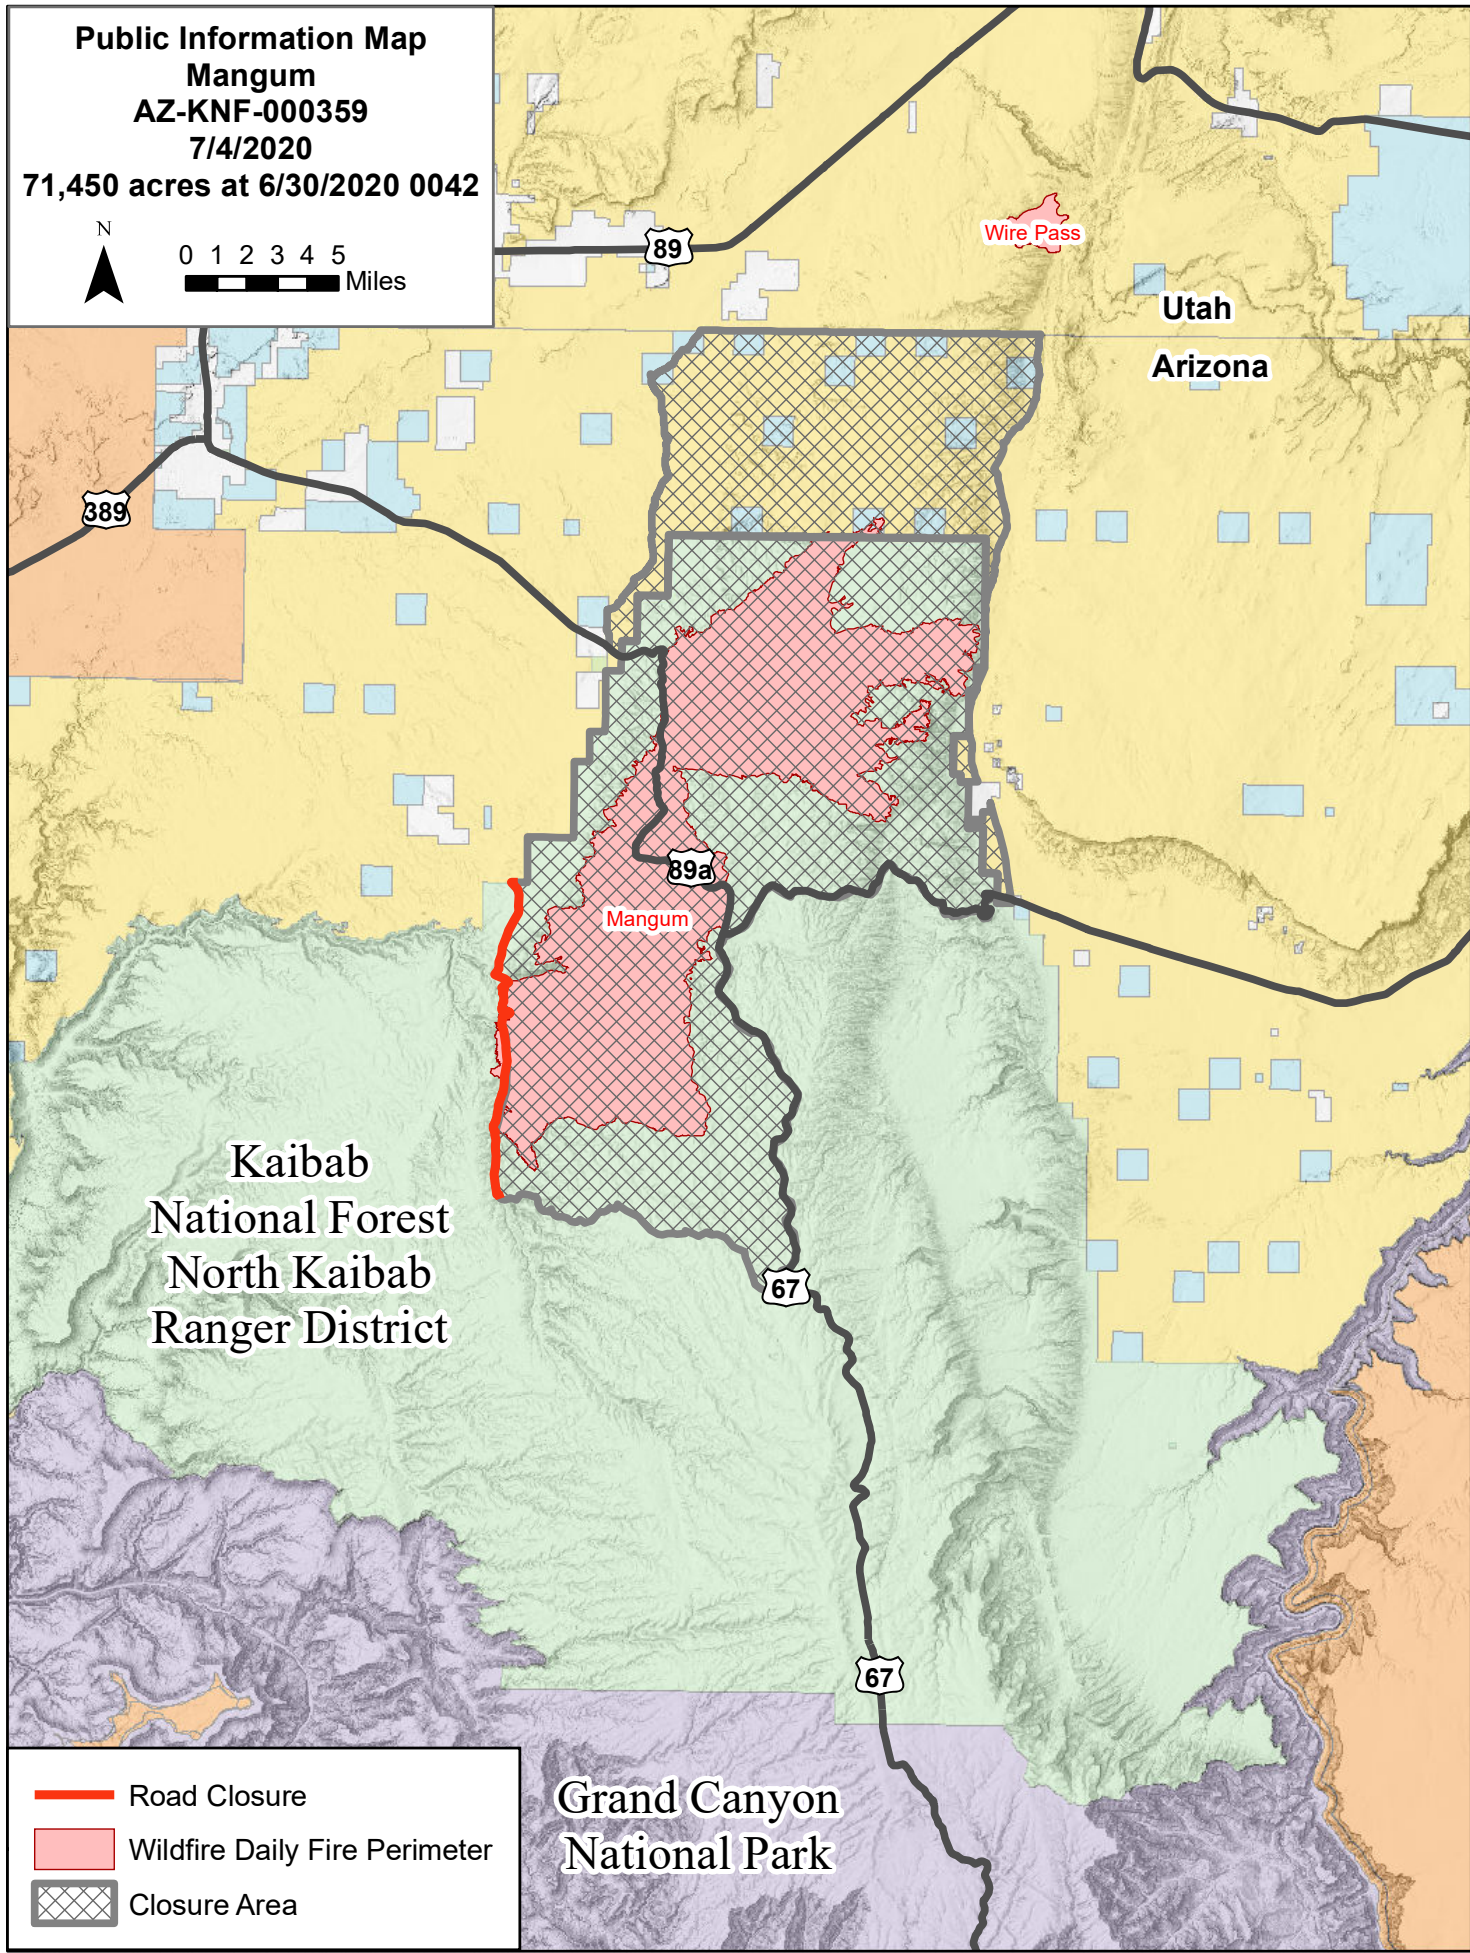 Public Information Map
Mangum
AZ-KNF-000359
7/4/2020
71,450 acres at 6/30/2020 0042
N
0 1 2 3 4 5
Miles
89
Wire Pass
Utah
Arizona
389
89a
Mangum
Kaibab
National Forest
North Kaibab
Ranger District
67
67
Grand Canyon
National Park
Road Closure
Wildfire Daily Fire Perimeter
Closure Area